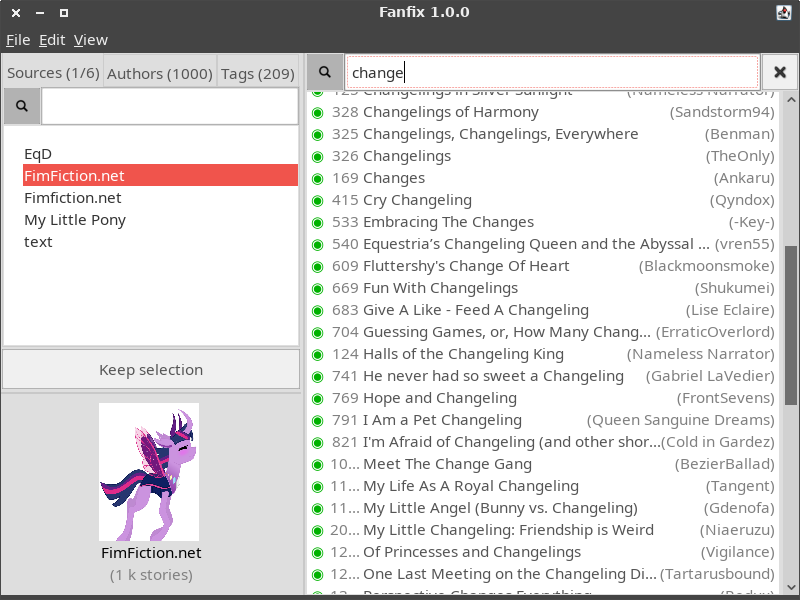 Fanfix 1.0.0
File Edit View
Sources (1/6) Authors (1000) Tags (209)
change
EqD
FimFiction.net
Fimfiction.net
My Little Pony
text
Keep selection
FimFiction.net
(1 k stories)
125 Changelings in Silver Sunlight (Nameless Narrator)
328 Changelings of Harmony (Sandstorm94)
325 Changelings, Changelings, Everywhere (Benman)
326 Changelings (TheOnly)
169 Changes (Ankaru)
415 Cry Changeling (Qyndox)
533 Embracing The Changes (-Key-)
540 Equestria’s Changeling Queen and the Abyssal ... (vren55)
609 Fluttershy's Change Of Heart (Blackmoonsmoke)
669 Fun With Changelings (Shukumei)
683 Give A Like - Feed A Changeling (Lise Eclaire)
704 Guessing Games, or, How Many Chang... (ErraticOverlord)
124 Halls of the Changeling King (Nameless Narrator)
741 He never had so sweet a Changeling (Gabriel LaVedier)
769 Hope and Changeling (FrontSevens)
791 I Am a Pet Changeling (Queen Sanguine Dreams)
821 I'm Afraid of Changeling (and other shor...(Cold in Gardez)
10... Meet The Change Gang (BezierBallad)
11... My Life As A Royal Changeling (Tangent)
11... My Little Angel (Bunny vs. Changeling) (Gdenofa)
20... My Little Changeling: Friendship is Weird (Niaeruzu)
12... Of Princesses and Changelings (Vigilance)
12... One Last Meeting on the Changeling Di... (Tartarusbound)
Perspective Changes Everything